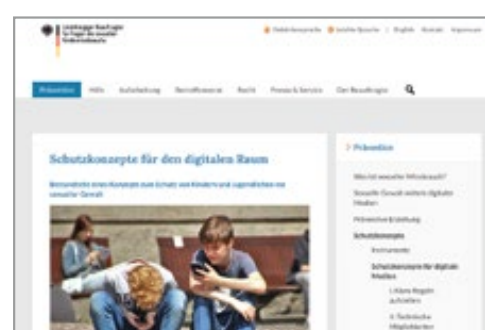 Unabhängiger Beauftragter
für Fragen des sexuellen
Kindesmissbrauchs
Gebärdensprache Leichte Sprache | English Kontakt Impressum
Prävention Hilfe Aufarbeitung Betroffenenrat Recht Presse & Service Der Beauftragte
Schutzkonzepte für den digitalen Raum
Bestandteile eines Konzepts zum Schutz von Kindern und Jugendlichen vor
sexueller Gewalt
> Prävention
Was ist sexueller Missbrauch?
Sexuelle Gewalt mittels digitaler
Medien
Präventive Erziehung
Schutzkonzepte
Schutzkonzepte für digitale
Medien
1. Klare Regeln
aufstellen
2. Technische
Möglichkeiten